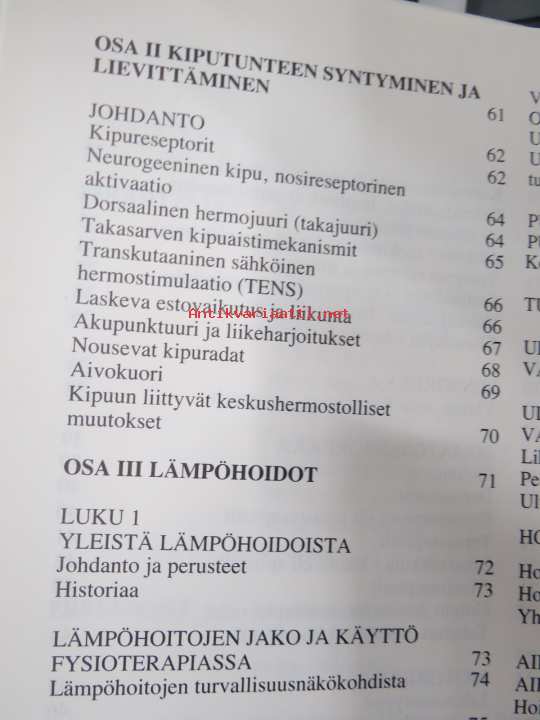 OSA II KIPUTUNTEEN SYNTYMINEN JA
LIEVITTÄMINEN 61
JOHDANTO 62
Kipureseptorit 62
Neurogeeninen kipu, nosireseptorinen
aktivaatio 64
Dorsaalinen hermojuuri (takajuuri) 64
Takasarven kipuaistimekanismit 65
Transkutaaninen sähköinen
hermostimulaatio (TENS) 66
Laskeva estovaikutus ja liikunta 66
Antikvariaatti.net
Akupunktuuri ja liikeharjoitukset 67
Nousevat kipuradat 68
Aivokuori 69
Kipuun liittyvät keskushermostolliset
muutokset 70
OSA III LÄMPÖHOIDOT 71
LUKU 1
YLEISTÄ LÄMPÖHOIDOISTA
Johdanto ja perusteet 72
Historiaa 73
LÄMPÖHOITOJEN JAKO JA KÄYTTÖ
FYSIOTERAPIASSA 73
Lämpöhoitojen turvallisuusnäkökohdista 74